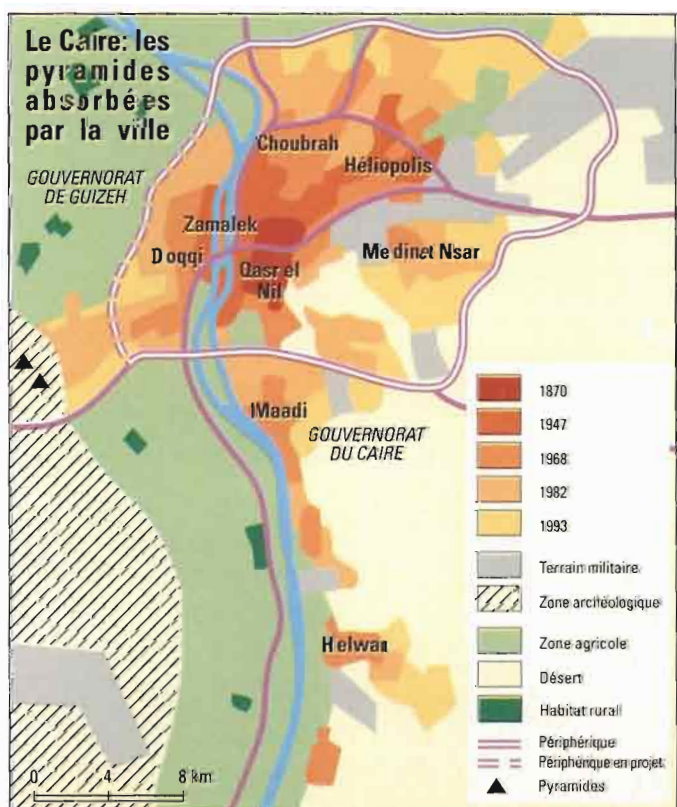 Le Caire: les
pyramides
absorbées
par la ville
GOUVERNORAT
DE GUIZEH
Choubrah
Héliopolis
Zamalek
Doqqi
Medinet Nsar
Qasr el
Nil
Maadi
GOUVERNORAT
DU CAIRE
Helwan
1870
1947
1968
1982
1993
Terrain militaire
Zone archéologique
Zone agricole
Désert
Habitat rural
Périphérique
Périphérique en projet
Pyramides
0 4 8 km